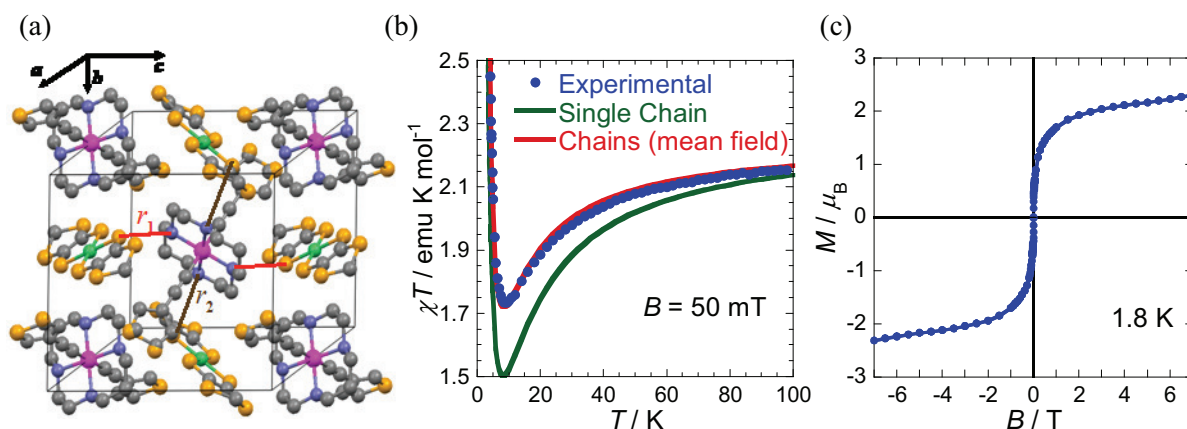 (a)
a
b
c
r1
r2
(b)
2.5
2.3
2.1
1.9
1.7
1.5
χT / emu K mol⁻¹
Experimental
Single Chain
Chains (mean field)
B = 50 mT
0 20 40 60 80 100
T / K
(c)
3
2
1
0
-1
-2
-3
M / μB
1.8 K
-6 -4 -2 0 2 4 6
B / T